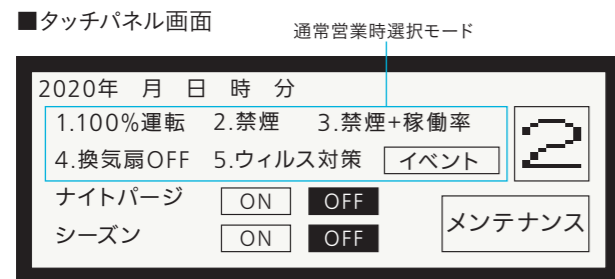 ■タッチパネル画面
通常営業時選択モード
2020年 月 日 時 分
1.100%運転 2.禁煙 3.禁煙+稼働率
4.換気扇OFF 5.ウィルス対策 イベント
2
ナイトパージ ON OFF
シーズン ON OFF
メンテナンス